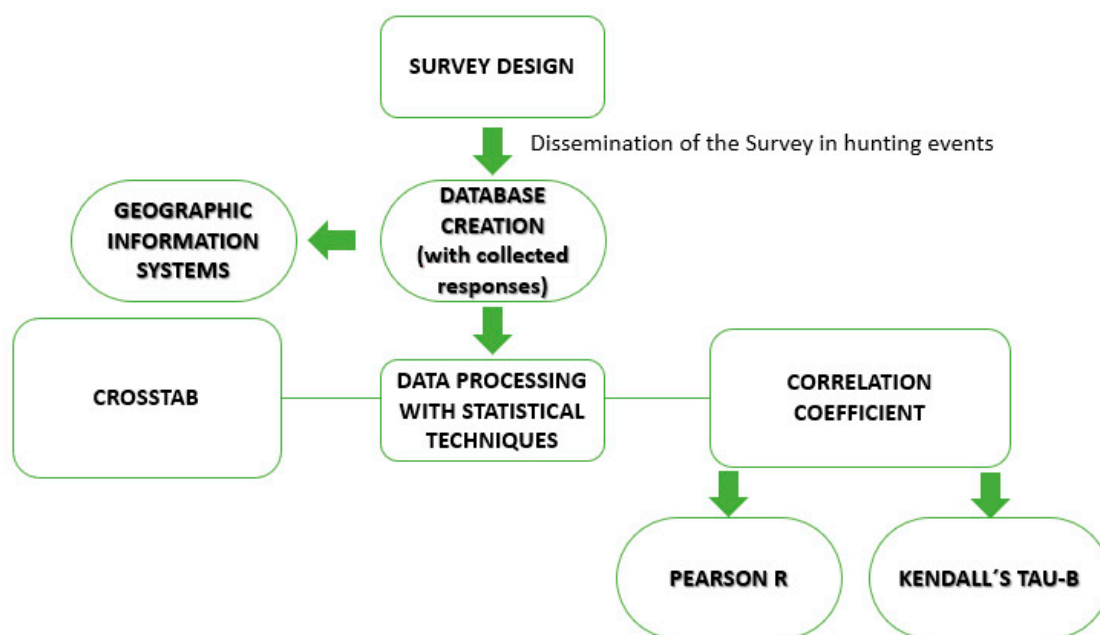 SURVEY DESIGN
Dissemination of the Survey in hunting events
DATABASE
CREATION
(with collected
responses)
GEOGRAPHIC
INFORMATION
SYSTEMS
CROSSTAB
DATA PROCESSING
WITH STATISTICAL
TECHNIQUES
CORRELATION
COEFFICIENT
PEARSON R
KENDALL´S TAU-B